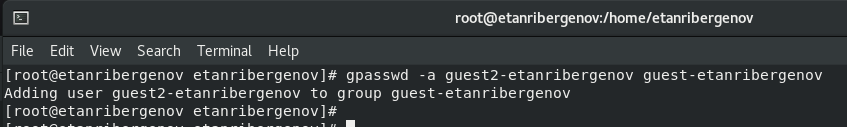 root@etanribergenov:/home/etanribergenov
File Edit View Search Terminal Help
[root@etanribergenov etanribergenov]# gpasswd -a guest2-etanribergenov guest-etanribergenov
Adding user guest2-etanribergenov to group guest-etanribergenov
[root@etanribergenov etanribergenov]#
[root@etanribergenov etanribergenov]#